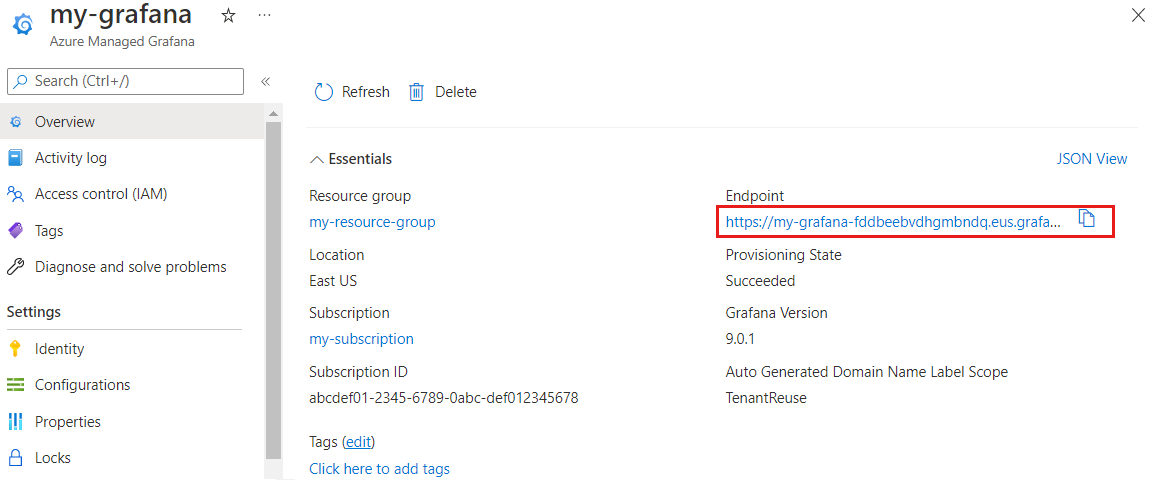 my-grafana
Azure Managed Grafana
Search (Ctrl+/)
Overview
Activity log
Access control (IAM)
Tags
Diagnose and solve problems
Settings
Identity
Configurations
Properties
Locks
Refresh
Delete
Essentials
JSON View
Resource group
my-resource-group
Location
East US
Subscription
my-subscription
Subscription ID
abcdef01-2345-6789-0abc-def012345678
Tags (edit)
Click here to add tags
Endpoint
https://my-grafana-fddbeebvdhgmbndq.eus.grafa...
Provisioning State
Succeeded
Grafana Version
9.0.1
Auto Generated Domain Name Label Scope
TenantReuse